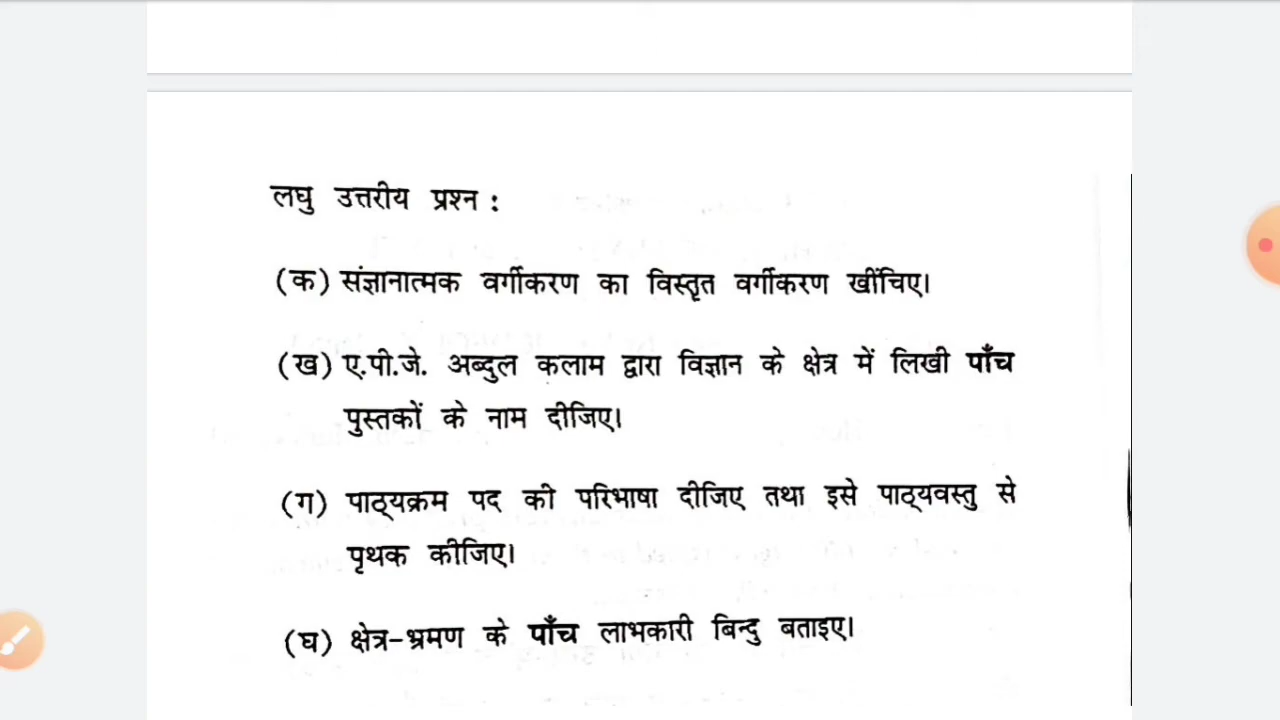 लघु उत्तरीय प्रश्न :
(क) संज्ञानात्मक वर्गीकरण का विस्तृत वर्गीकरण खींचिए।
(ख) ए.पी.जे. अब्दुल कलाम द्वारा विज्ञान के क्षेत्र में लिखी पाँच
पुस्तकों के नाम दीजिए।
(ग) पाठ्यक्रम पद की परिभाषा दीजिए तथा इसे पाठ्यवस्तु से
पृथक कीजिए।
(घ) क्षेत्र-भ्रमण के पाँच लाभकारी बिन्दु बताइए।